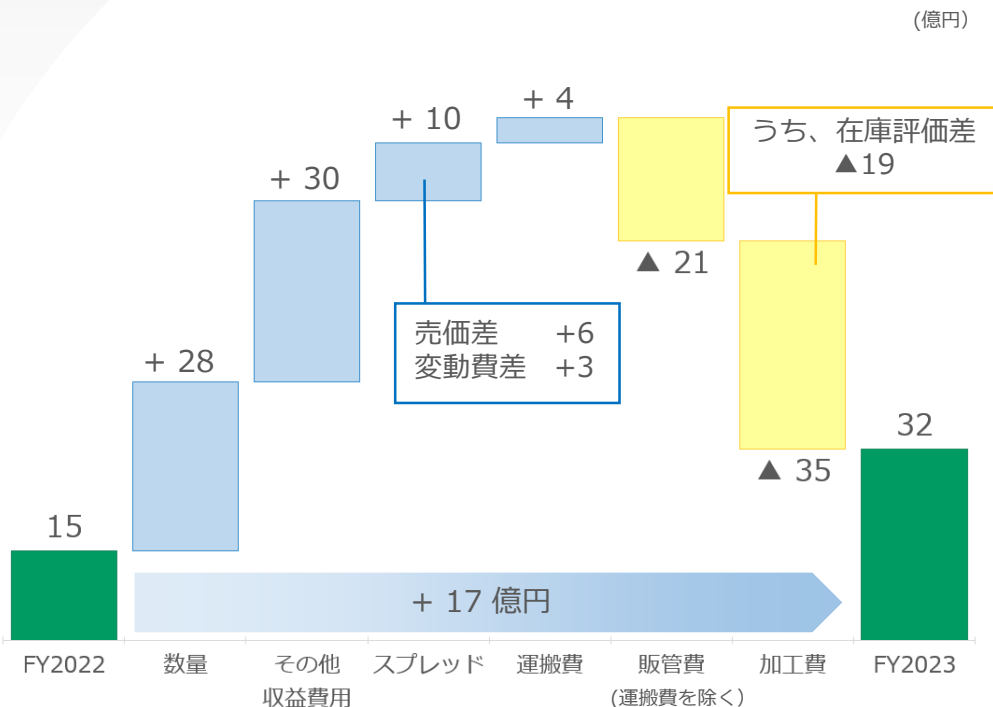 (億円)
+ 4
+ 10
うち、在庫評価差
▲19
+ 30
▲ 21
売価差 +6
変動費差 +3
+ 28
32
▲ 35
15
+ 17 億円
FY2022
数量
その他
収益費用
スプレッド
運搬費
販管費
(運搬費を除く)
加工費
FY2023